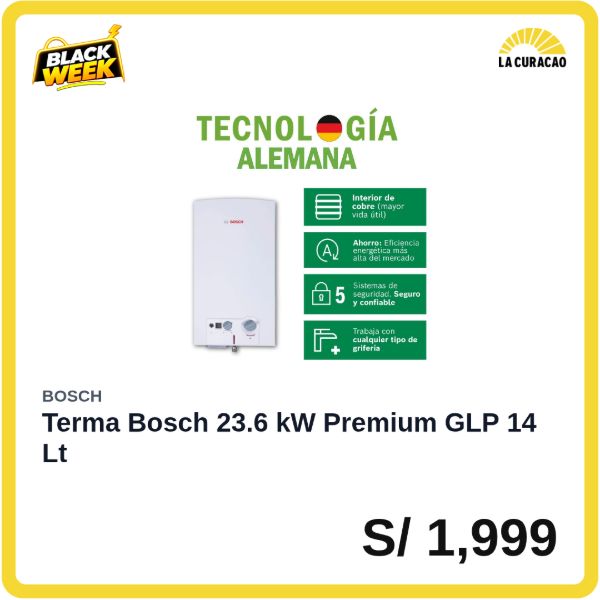 BLACK
WEEK
LA CURACAO
TECNOLOGÍA
ALEMANA
BOSCH
Interior de
cobre (mayor
vida útil)
A
Ahorro: Eficiencia
energética más
alta del mercado
5
Sistemas de
seguridad. Seguro
y confiable
Trabaja con
cualquier tipo de
grifería
BOSCH
Terma Bosch 23.6 kW Premium GLP 14
Lt
S/ 1,999